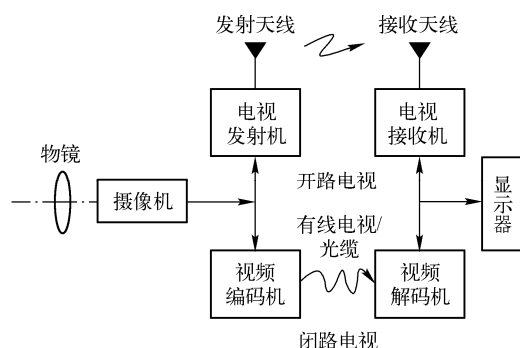 发射天线
接收天线
电视
发射机
电视
接收机
物镜
摄像机
开路电视
显
示
器
有线电视/
光缆
视频
编码机
视频
解码机
闭路电视